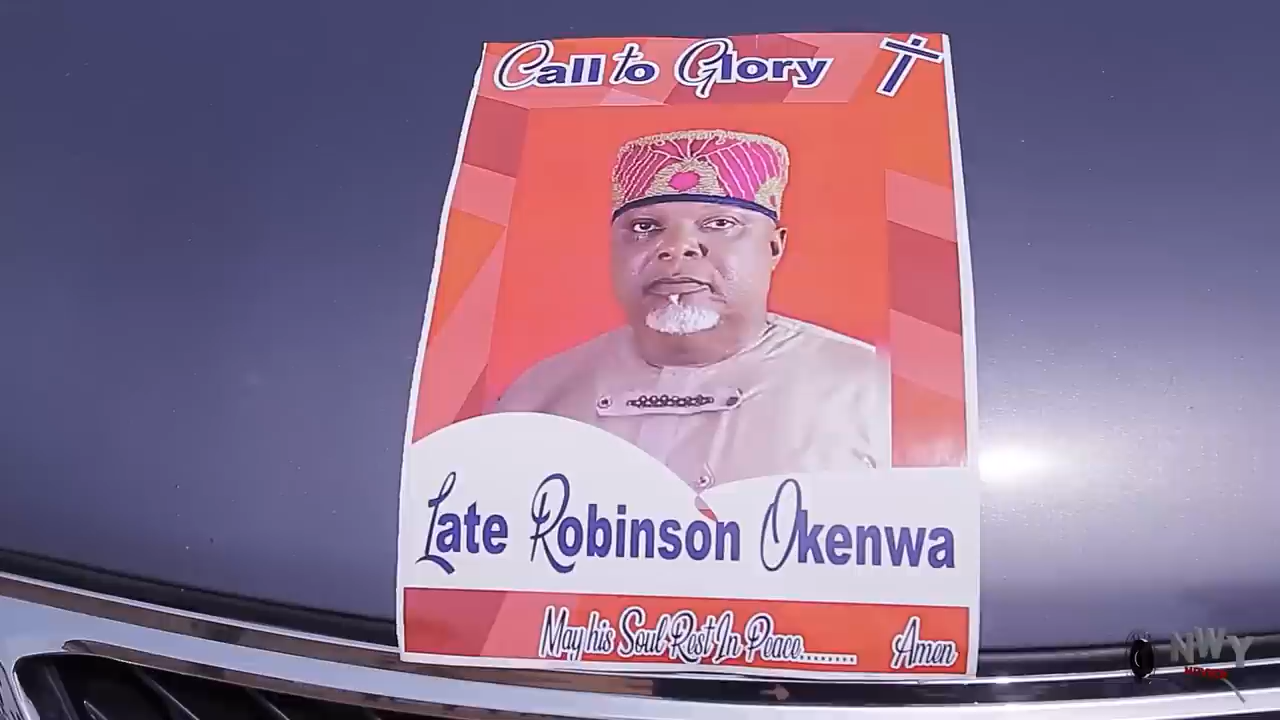 Call to Glory
Late Robinson Okenwa
May his Soul Rest In Peace........ Amen
NWY